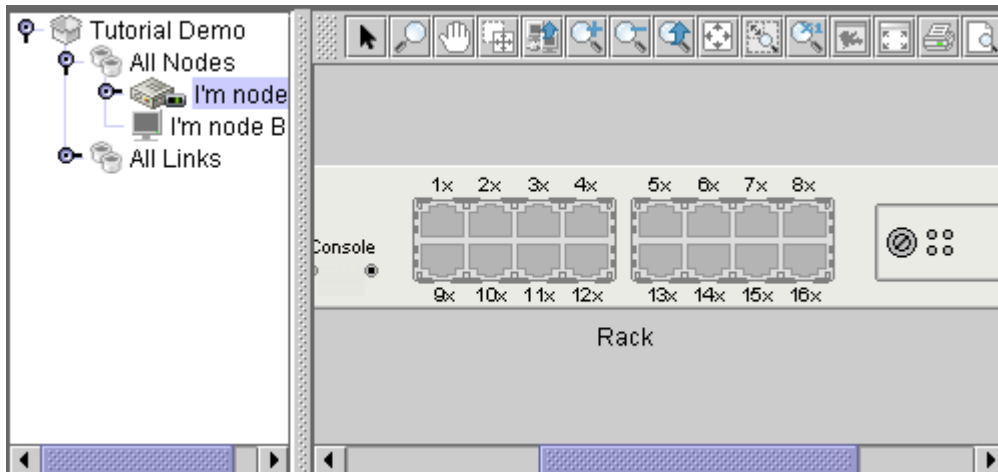 Tutorial Demo
All Nodes
I'm node
I'm node B
All Links
1x 2x 3x 4x 5x 6x 7x 8x
Console
9x 10x 11x 12x 13x 14x 15x 16x
Rack